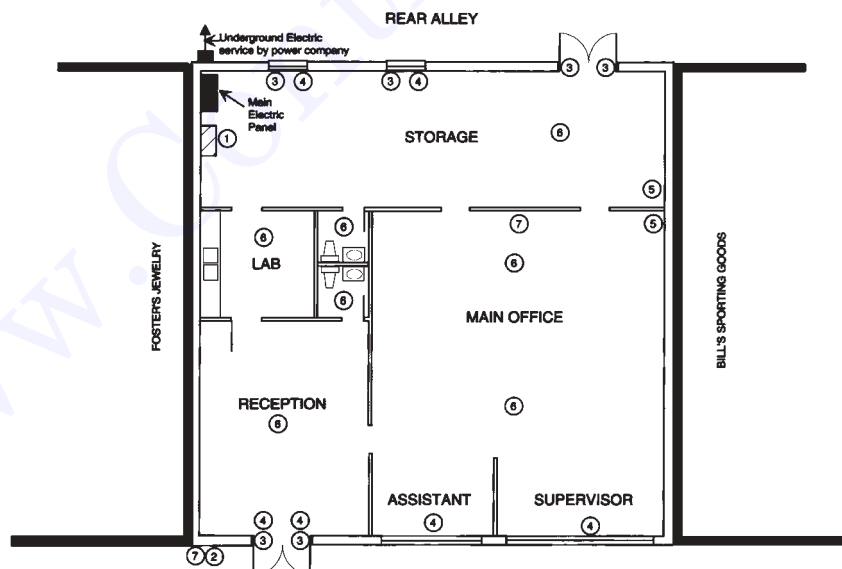 REAR ALLEY
Underground Electric
service by power company
3 4 3 4 3 3
Main
Electric
Panel
1
STORAGE
6
5
6
6
7
5
LAB
6
6
FOSTER'S JEWELRY
BILL'S SPORTING GOODS
MAIN OFFICE
RECEPTION
6
6
ASSISTANT
SUPERVISOR
4 4
4
4
3 3
7 2